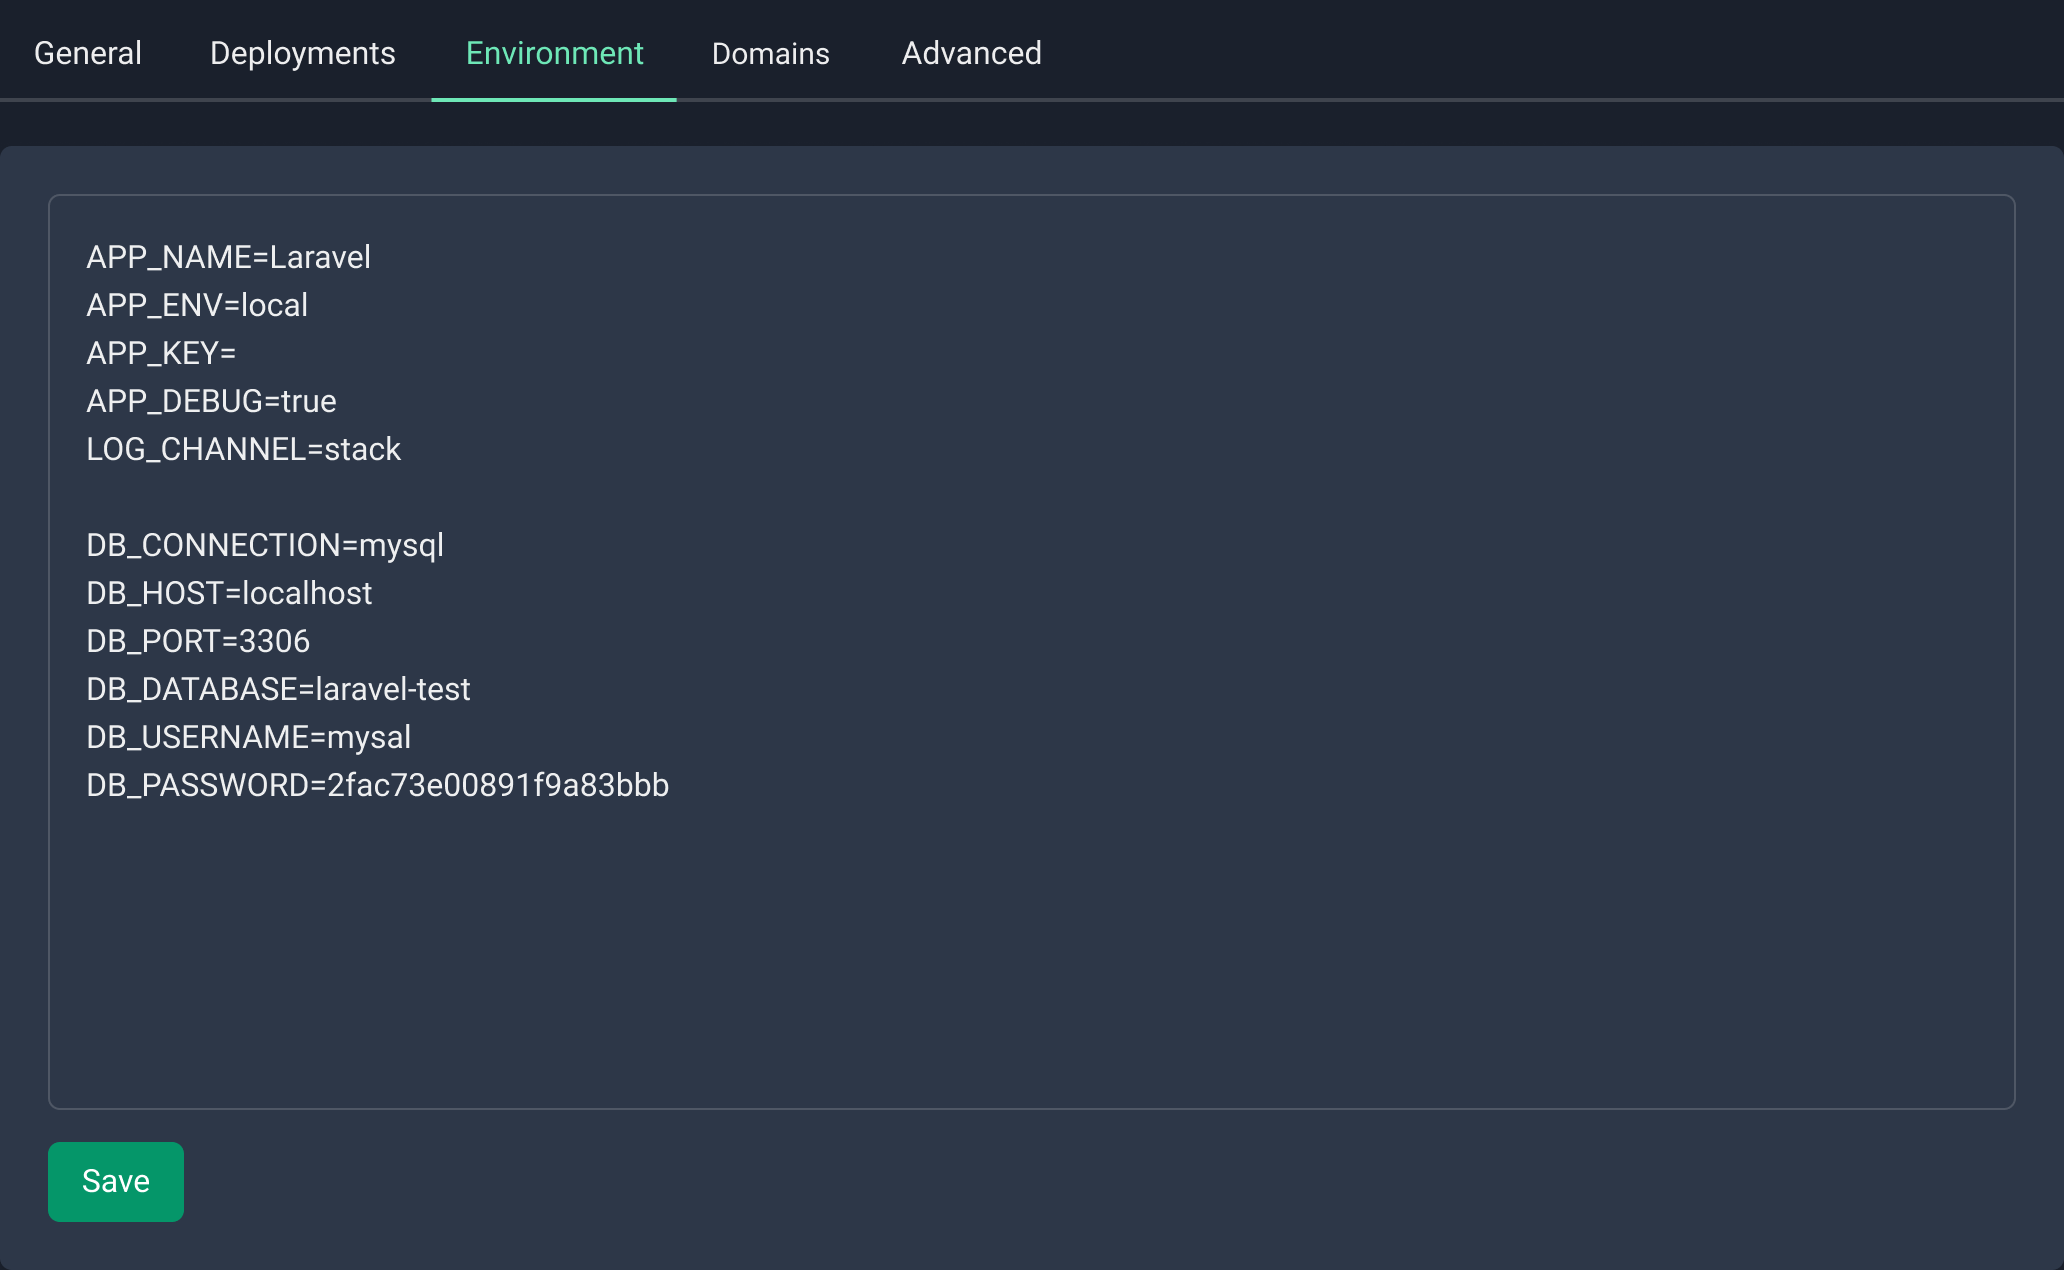 General Deployments Environment Domains Advanced
APP_NAME=Laravel
APP_ENV=local
APP_KEY=
APP_DEBUG=true
LOG_CHANNEL=stack
DB_CONNECTION=mysql
DB_HOST=localhost
DB_PORT=3306
DB_DATABASE=laravel-test
DB_USERNAME=mysal
DB_PASSWORD=2fac73e00891f9a83bbb
Save